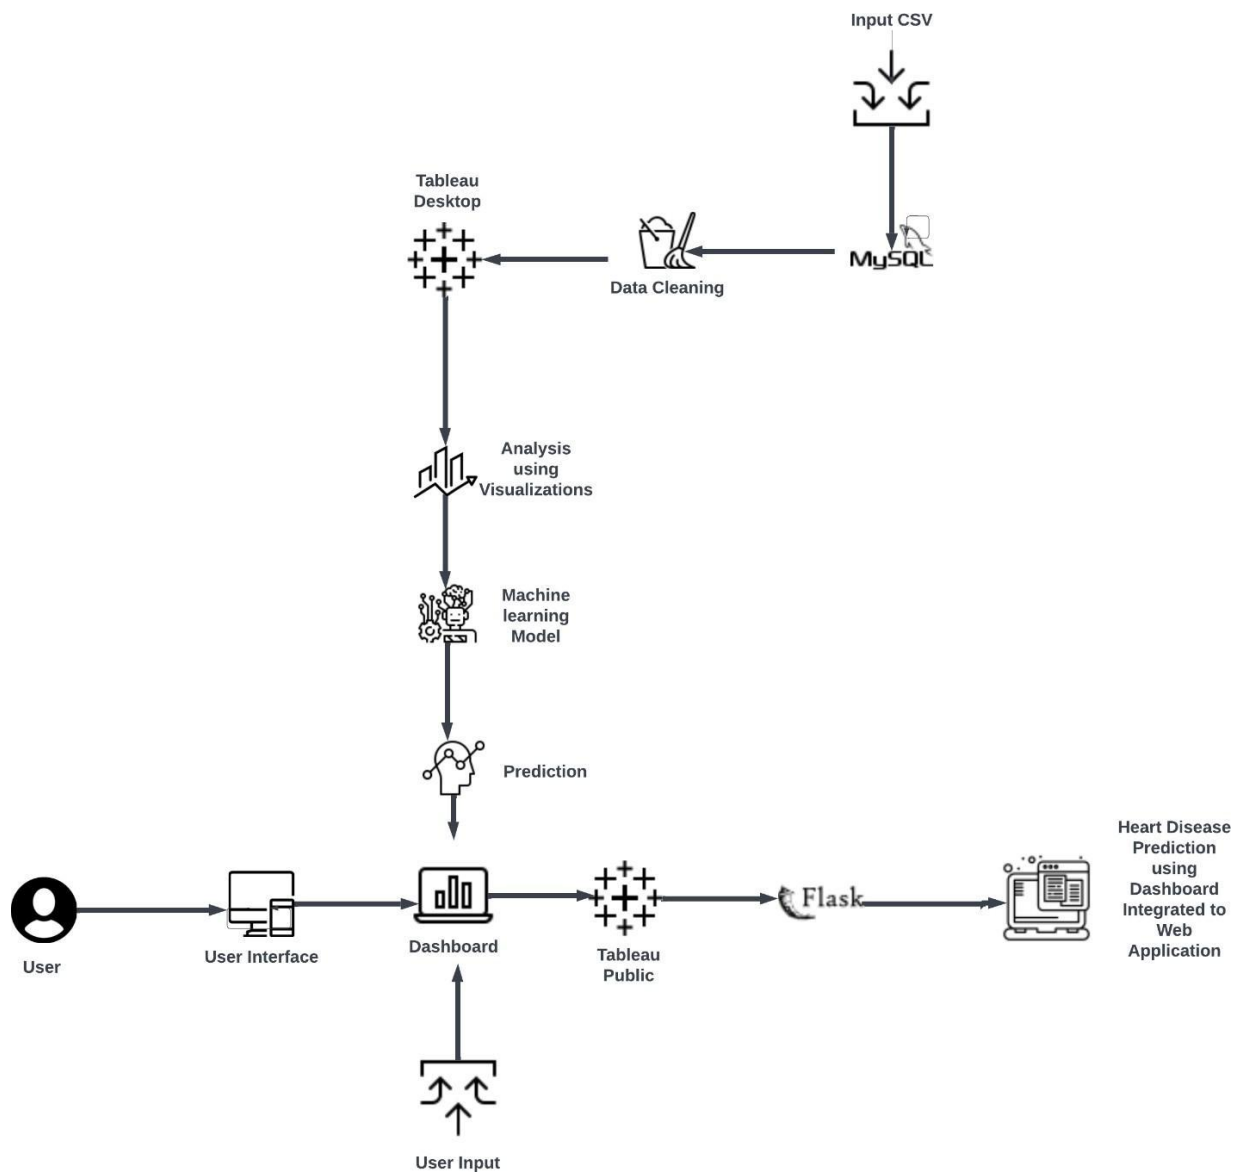 Input CSV
Tableau
Desktop
MySQL
Data Cleaning
Analysis
using
Visualizations
Machine
learning
Model
Prediction
Heart Disease
Prediction
using
Dashboard
Integrated to
Web
Application
Flask
User
User Interface
Dashboard
Tableau
Public
User Input